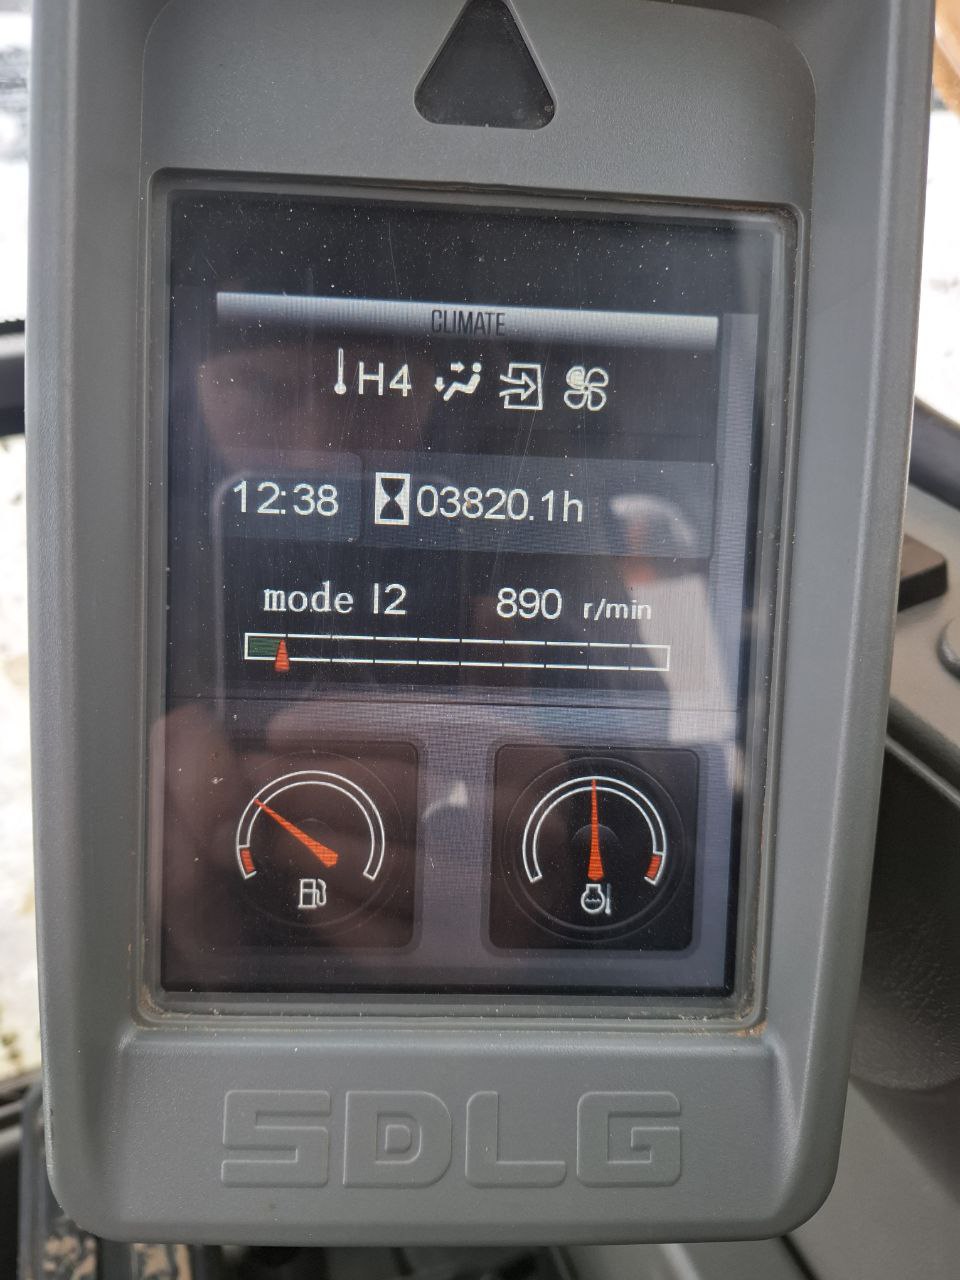 CLIMATE
H4
12:38 03820.1h
mode I2 890 r/min
SDLG